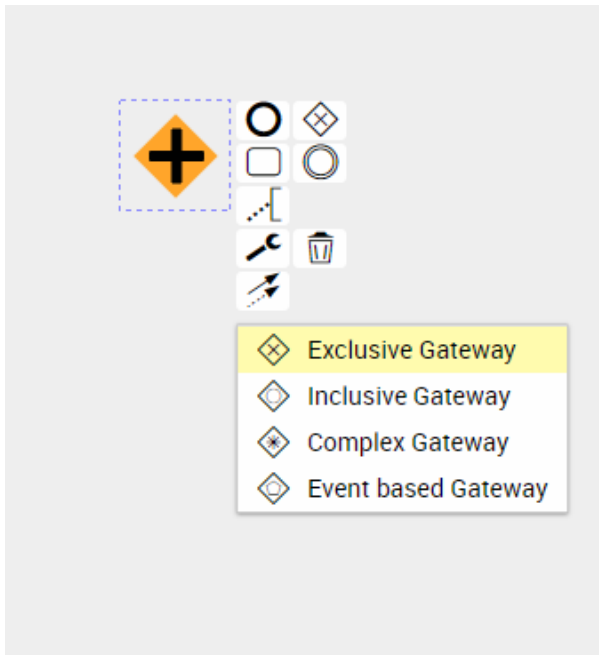 Exclusive Gateway
Inclusive Gateway
Complex Gateway
Event based Gateway